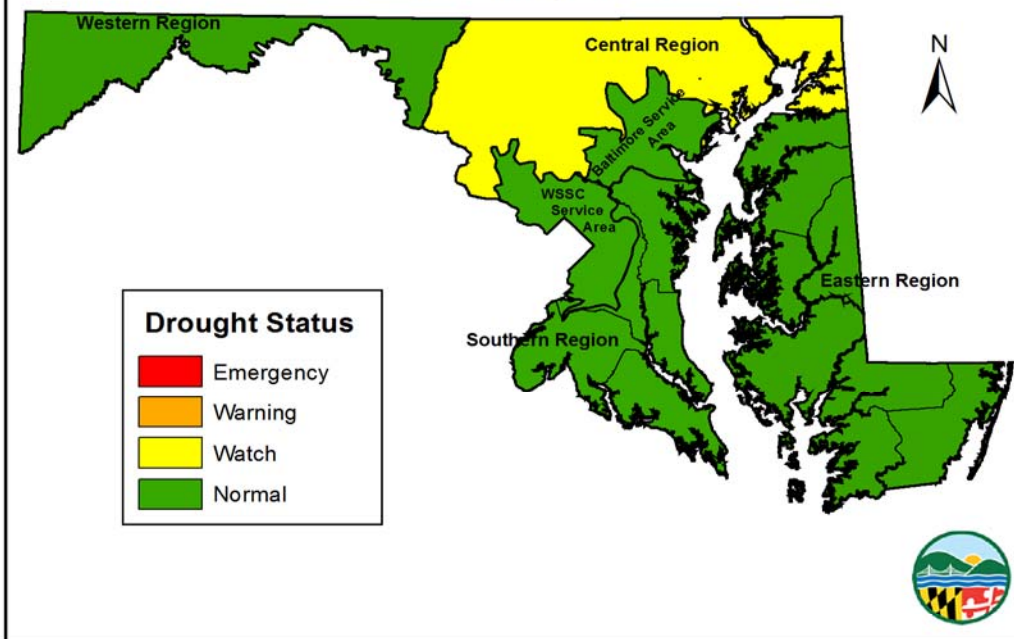 Western Region
Central Region
N
Baltimore Service
Area
WSSC
Service
Area
Eastern Region
Southern Region
Drought Status
Emergency
Warning
Watch
Normal